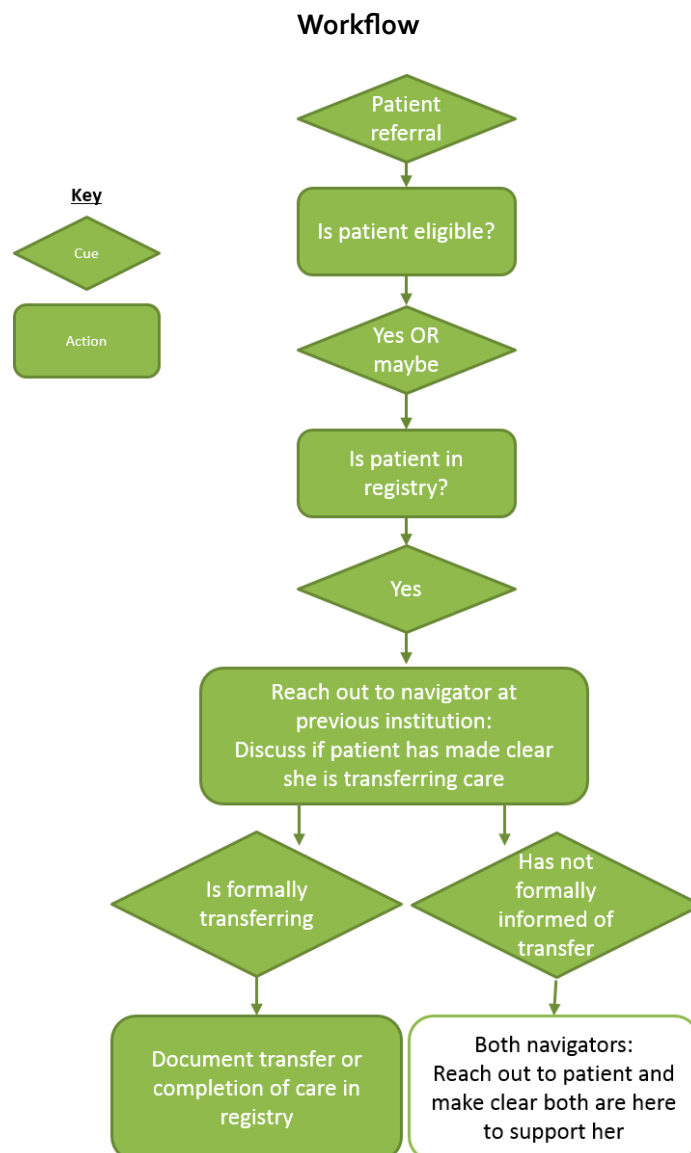 Workflow
Patient
referral
Key
Cue
Action
Is patient eligible?
Yes OR
maybe
Is patient in
registry?
Yes
Reach out to navigator at
previous institution:
Discuss if patient has made clear
she is transferring care
Is formally
transferring
Has not
formally
informed of
transfer
Document transfer or
completion of care in
registry
Both navigators:
Reach out to patient and
make clear both are here
to support her